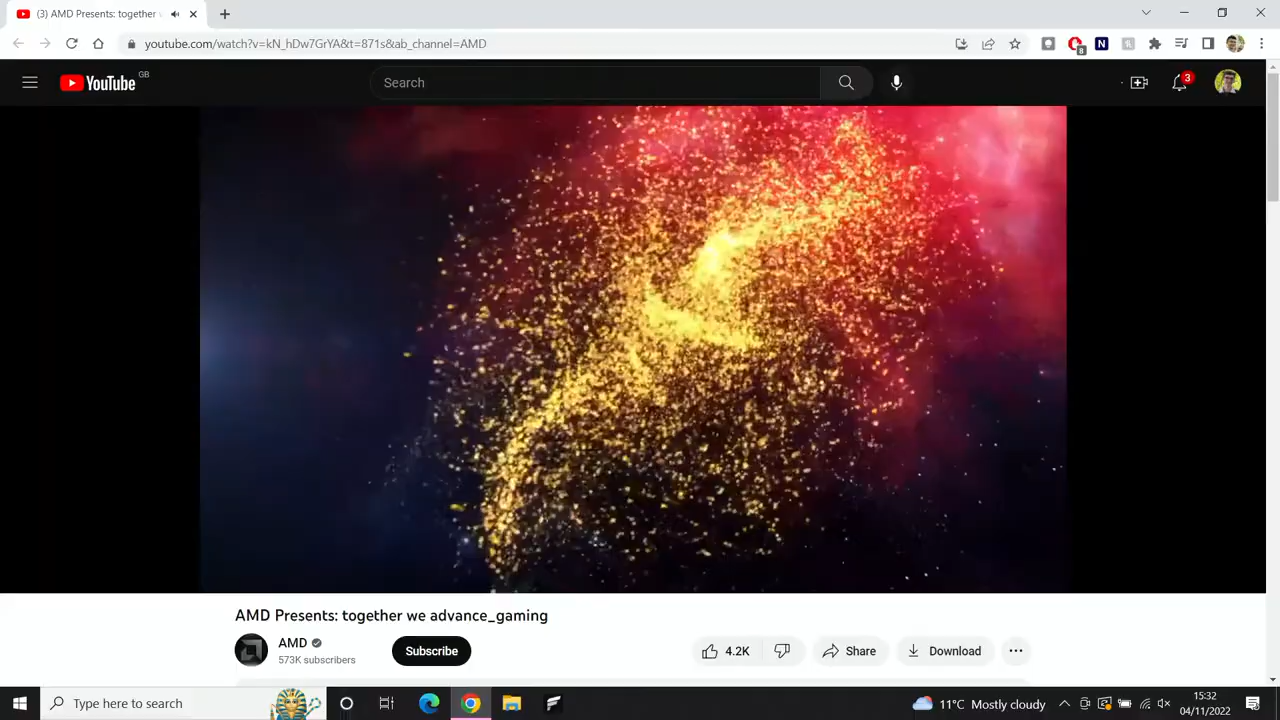 (3) AMD Presents: together
youtube.com/watch?v=kN_hDw7GrYA&t=871s&ab_channel=AMD
8
N
YouTube GB
Search
3
AMD Presents: together we advance_gaming
AMD
573K subscribers
Subscribe
4.2K
Share
Download
Type here to search
11°C Mostly cloudy
15:32
04/11/2022